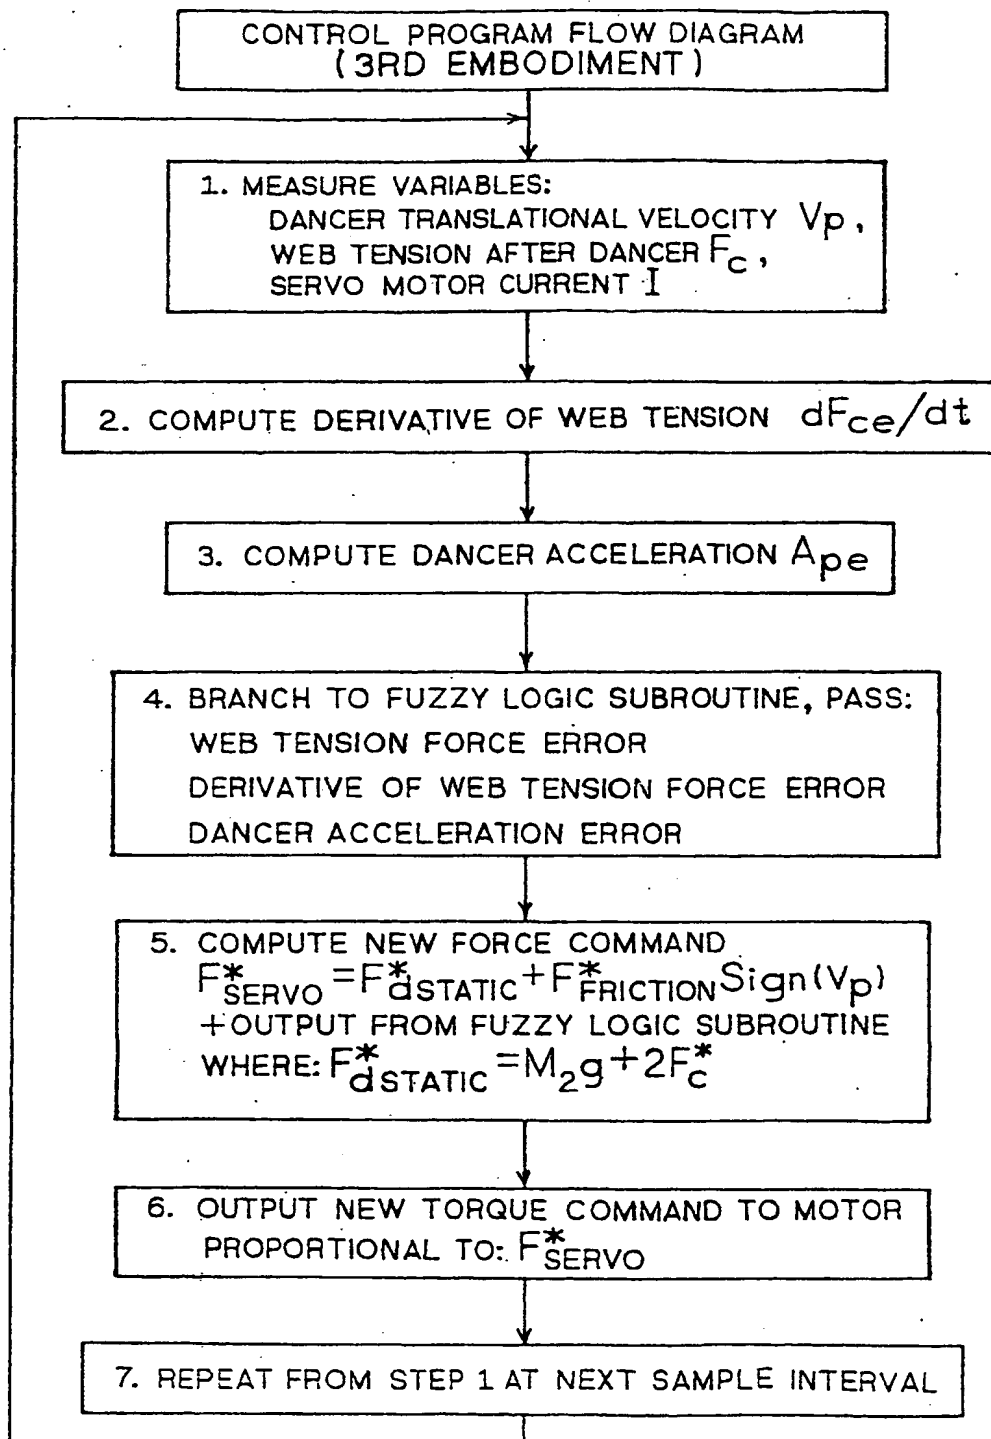 CONTROL PROGRAM FLOW DIAGRAM
(3RD EMBODIMENT)
1. MEASURE VARIABLES:
DANCER TRANSLATIONAL VELOCITY Vp,
WEB TENSION AFTER DANCER Fc,
SERVO MOTOR CURRENT I
2. COMPUTE DERIVATIVE OF WEB TENSION dFce/dt
3. COMPUTE DANCER ACCELERATION Ape
4. BRANCH TO FUZZY LOGIC SUBROUTINE, PASS:
WEB TENSION FORCE ERROR
DERIVATIVE OF WEB TENSION FORCE ERROR
DANCER ACCELERATION ERROR
5. COMPUTE NEW FORCE COMMAND
F*SERVO=F*dSTATIC+F*FRICTIONSign(Vp)
+OUTPUT FROM FUZZY LOGIC SUBROUTINE
WHERE: F*dSTATIC=M2g+2F*c
6. OUTPUT NEW TORQUE COMMAND TO MOTOR
PROPORTIONAL TO: F*SERVO
7. REPEAT FROM STEP 1 AT NEXT SAMPLE INTERVAL